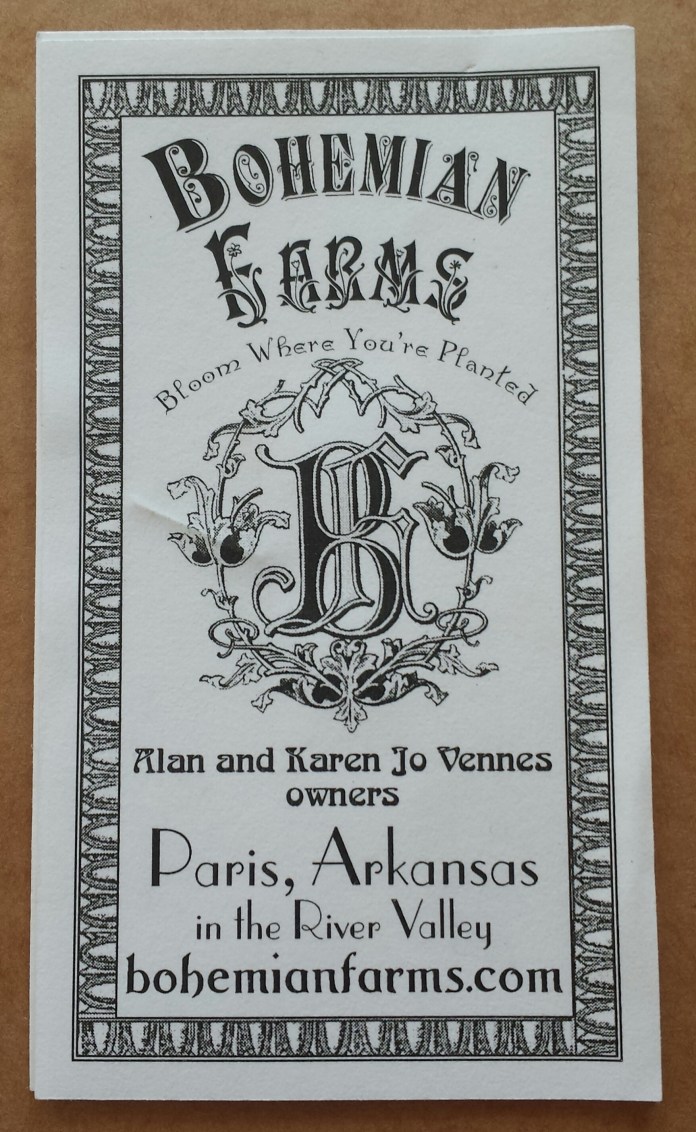 BOHEMIAN
FARMS
Bloom Where You're Planted
Alan and Karen Jo Vennes
owners
Paris, Arkansas
in the River Valley
bohemianfarms.com